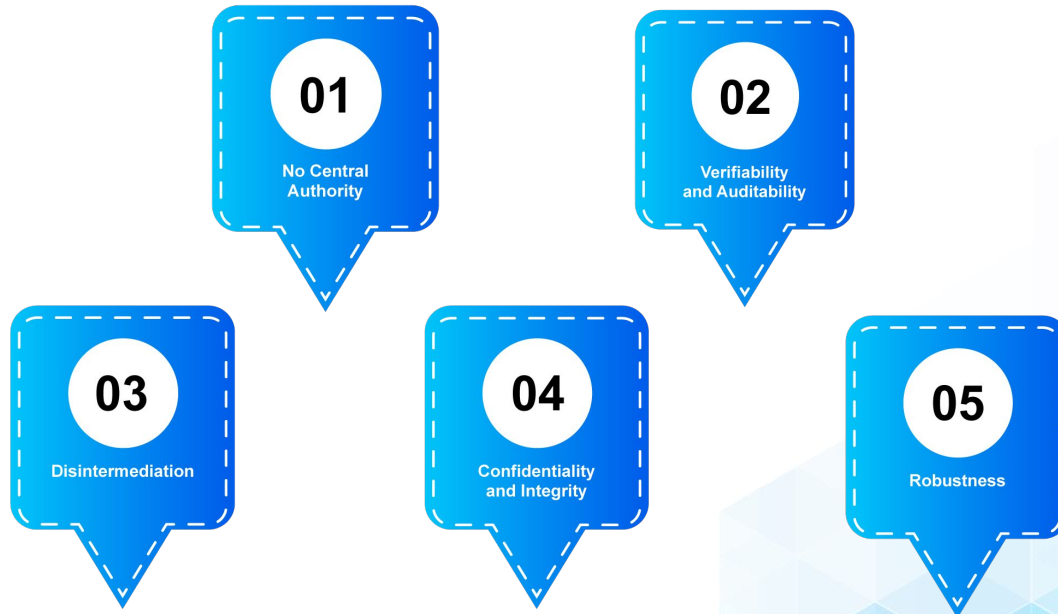 01
No Central
Authority
02
Verifiability
and Auditability
03
Disintermediation
04
Confidentiality
and Integrity
05
Robustness